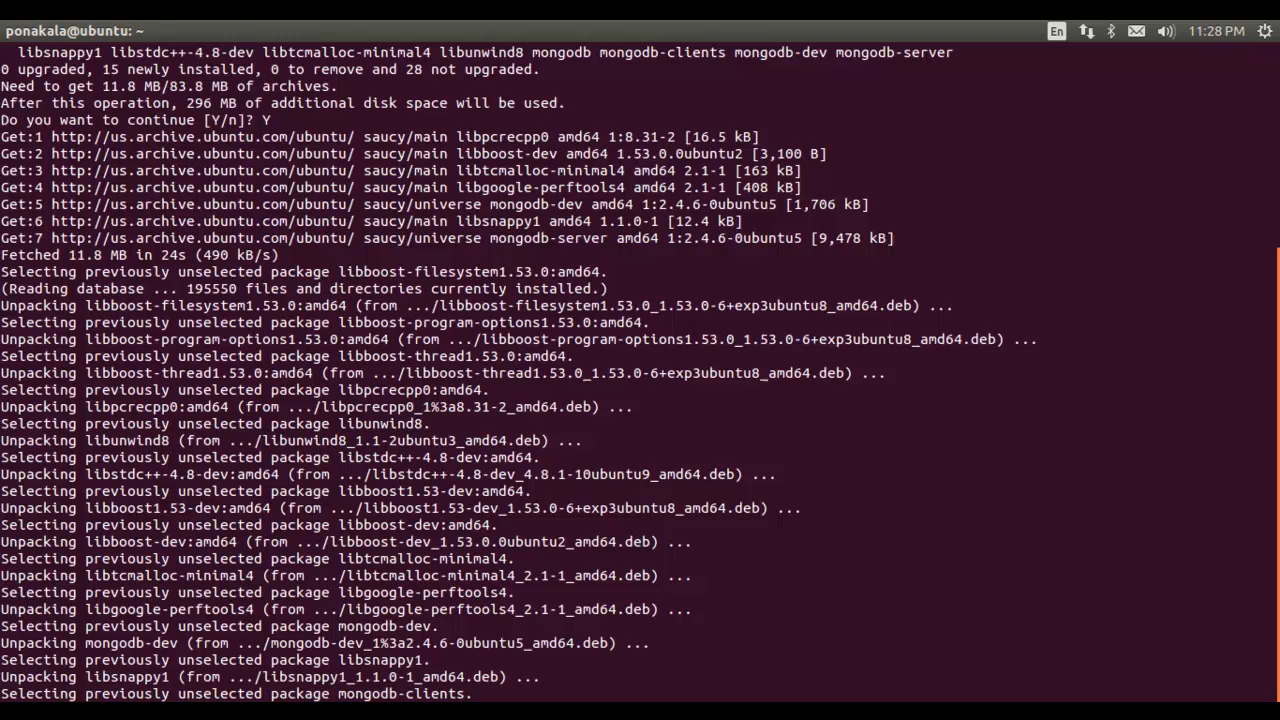 ponakala@ubuntu: ~
En
11:28 PM
libsnappy1 libstdc++-4.8-dev libtcmalloc-minimal4 libunwind8 mongodb mongodb-clients mongodb-dev mongodb-server
0 upgraded, 15 newly installed, 0 to remove and 28 not upgraded.
Need to get 11.8 MB/83.8 MB of archives.
After this operation, 296 MB of additional disk space will be used.
Do you want to continue [Y/n]? Y
Get:1 http://us.archive.ubuntu.com/ubuntu/ saucy/main libpcrecpp0 amd64 1:8.31-2 [16.5 kB]
Get:2 http://us.archive.ubuntu.com/ubuntu/ saucy/main libboost-dev amd64 1.53.0.0ubuntu2 [3,100 B]
Get:3 http://us.archive.ubuntu.com/ubuntu/ saucy/main libtcmalloc-minimal4 amd64 2.1-1 [163 kB]
Get:4 http://us.archive.ubuntu.com/ubuntu/ saucy/main libgoogle-perftools4 amd64 2.1-1 [408 kB]
Get:5 http://us.archive.ubuntu.com/ubuntu/ saucy/universe mongodb-dev amd64 1:2.4.6-0ubuntu5 [1,706 kB]
Get:6 http://us.archive.ubuntu.com/ubuntu/ saucy/main libsnappy1 amd64 1.1.0-1 [12.4 kB]
Get:7 http://us.archive.ubuntu.com/ubuntu/ saucy/universe mongodb-server amd64 1:2.4.6-0ubuntu5 [9,478 kB]
Fetched 11.8 MB in 24s (490 kB/s)
Selecting previously unselected package libboost-filesystem1.53.0:amd64.
(Reading database ... 195550 files and directories currently installed.)
Unpacking libboost-filesystem1.53.0:amd64 (from .../libboost-filesystem1.53.0_1.53.0-6+exp3ubuntu8_amd64.deb) ...
Selecting previously unselected package libboost-program-options1.53.0:amd64.
Unpacking libboost-program-options1.53.0:amd64 (from .../libboost-program-options1.53.0_1.53.0-6+exp3ubuntu8_amd64.deb) ...
Selecting previously unselected package libboost-thread1.53.0:amd64.
Unpacking libboost-thread1.53.0:amd64 (from .../libboost-thread1.53.0_1.53.0-6+exp3ubuntu8_amd64.deb) ...
Selecting previously unselected package libpcrecpp0:amd64.
Unpacking libpcrecpp0:amd64 (from .../libpcrecpp0_1%3a8.31-2_amd64.deb) ...
Selecting previously unselected package libunwind8.
Unpacking libunwind8 (from .../libunwind8_1.1-2ubuntu3_amd64.deb) ...
Selecting previously unselected package libstdc++-4.8-dev:amd64.
Unpacking libstdc++-4.8-dev:amd64 (from .../libstdc++-4.8-dev_4.8.1-10ubuntu9_amd64.deb) ...
Selecting previously unselected package libboost1.53-dev:amd64.
Unpacking libboost1.53-dev:amd64 (from .../libboost1.53-dev_1.53.0-6+exp3ubuntu8_amd64.deb) ...
Selecting previously unselected package libboost-dev:amd64.
Unpacking libboost-dev:amd64 (from .../libboost-dev_1.53.0.0ubuntu2_amd64.deb) ...
Selecting previously unselected package libtcmalloc-minimal4.
Unpacking libtcmalloc-minimal4 (from .../libtcmalloc-minimal4_2.1-1_amd64.deb) ...
Selecting previously unselected package libgoogle-perftools4.
Unpacking libgoogle-perftools4 (from .../libgoogle-perftools4_2.1-1_amd64.deb) ...
Selecting previously unselected package mongodb-dev.
Unpacking mongodb-dev (from .../mongodb-dev_1%3a2.4.6-0ubuntu5_amd64.deb) ...
Selecting previously unselected package libsnappy1.
Unpacking libsnappy1 (from .../libsnappy1_1.1.0-1_amd64.deb) ...
Selecting previously unselected package mongodb-clients.